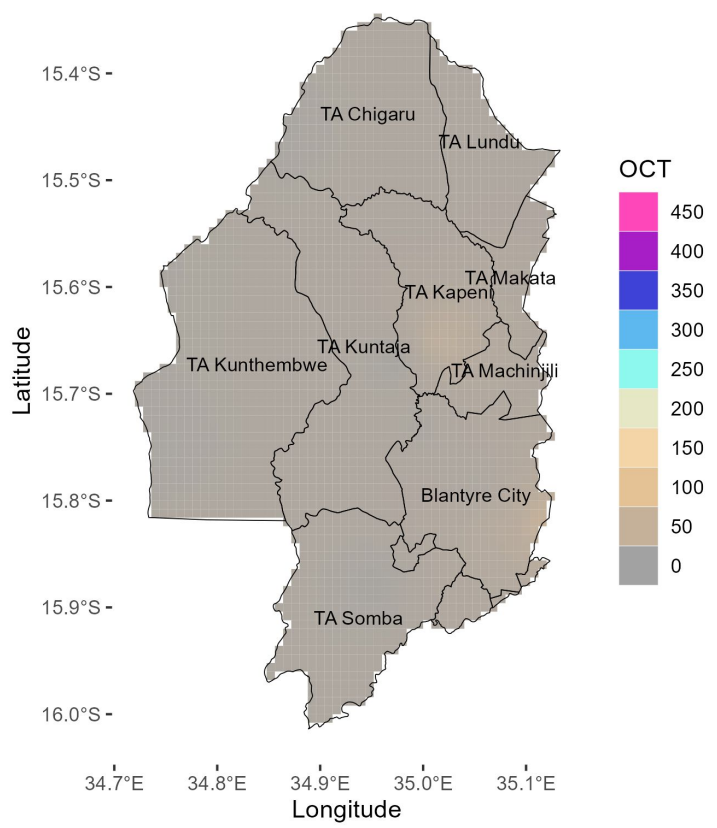 15.4°S
15.5°S
15.6°S
15.7°S
15.8°S
15.9°S
16.0°S
Latitude
TA Chigaru
TA Lundu
TA Makata
TA Kapeni
TA Kuntaja
TA Kunthembwe
TA Machinjili
Blantyre City
TA Somba
34.7°E 34.8°E 34.9°E 35.0°E 35.1°E
Longitude
OCT
450
400
350
300
250
200
150
100
50
0